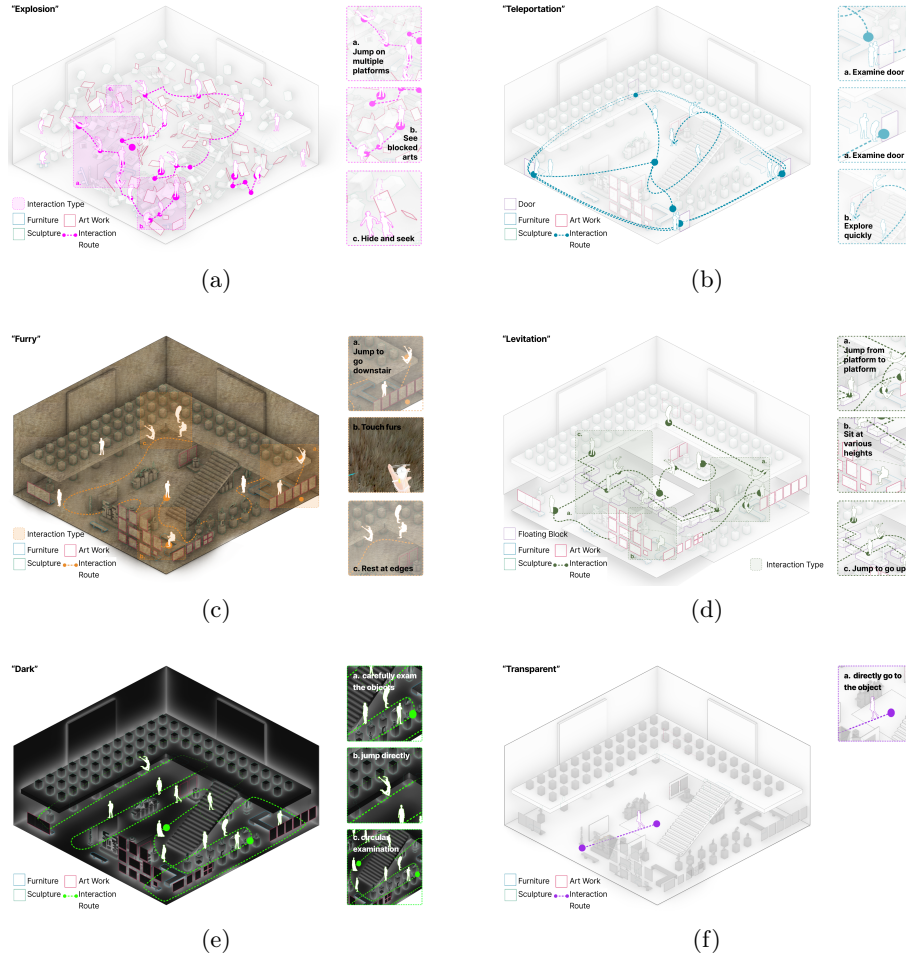 "Explosion"
a.
Jump on
multiple
platforms
b.
See
blocked
arts
c. Hide and seek
c.
a.
b.
Interaction Type
Furniture
Art Work
Sculpture
Interaction
Route
(a)
"Teleportation"
a. Examine door
a. Examine door
b.
Explore
quickly
Door
Furniture
Art Work
Sculpture
Interaction
Route
(b)
"Furry"
a.
Jump to
go
downstair
b. Touch furs
c. Rest at edges
Interaction Type
Furniture
Art Work
Sculpture
Interaction
Route
(c)
"Levitation"
a.
Jump from
platform to
platform
b.
Sit at
various
heights
c. Jump to go up
c.
a.
a.
b.
Floating Block
Furniture
Art Work
Sculpture
Interaction
Route
Interaction Type
(d)
"Dark"
a. carefully exam
the objects
b. jump directly
c. circular
examination
Furniture
Art Work
Sculpture
Interaction
Route
(e)
"Transparent"
a. directly go to
the object
Furniture
Art Work
Sculpture
Interaction
Route
(f)